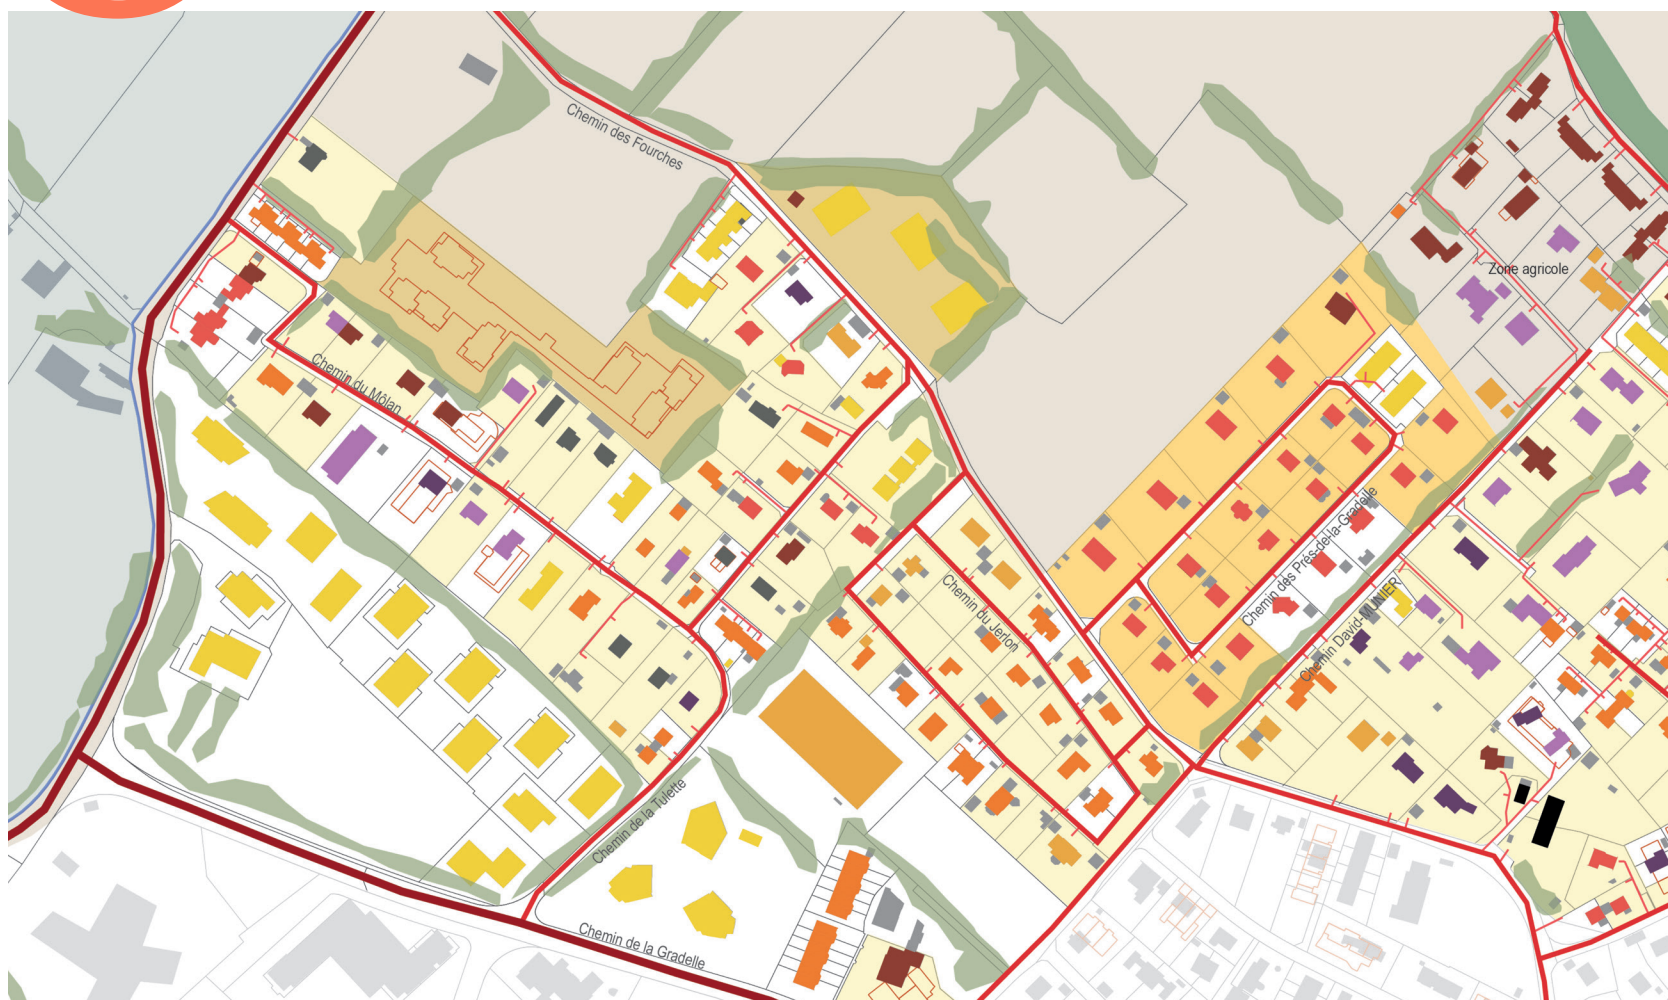 Chemin des Fourches
Zone agricole
Chemin du Môlan
Chemin des Prés-de-la-Gradelle
Chemin du Jerlon
Chemin David-MUNIER
Chemin de la Tulette
Chemin de la Gradelle